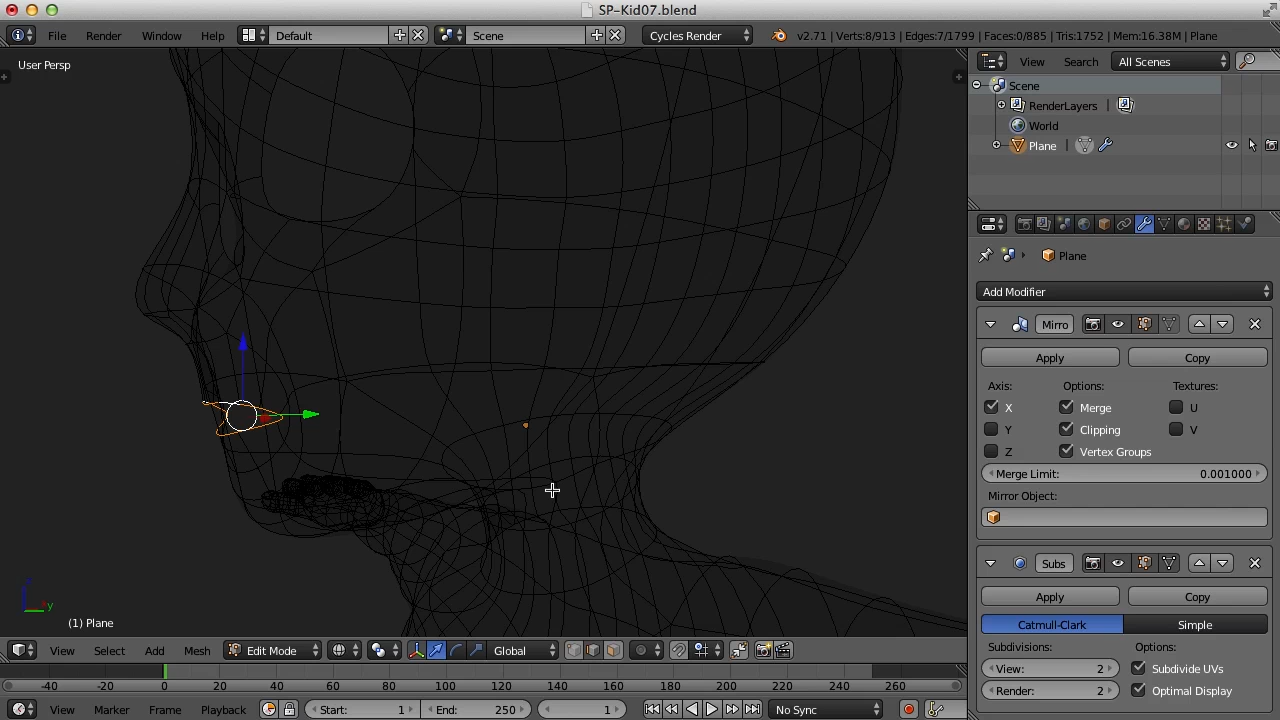 SP-Kid07.blend
File Render Window Help Default Scene Cycles Render v2.71 | Verts:8/913 | Edges:7/1799 | Faces:0/885 | Tris:1752 | Mem:16.38M | Plane
User Persp
View Search All Scenes
Scene
RenderLayers
World
Plane
Plane
Add Modifier
Mirro
Apply Copy
Axis: Options: Textures:
X Merge U
Y Clipping V
Z Vertex Groups
Merge Limit: 0.001000
Mirror Object:
Subs
Apply Copy
Catmull-Clark Simple
Subdivisions: Options:
View: 2 Subdivide UVs
Render: 2 Optimal Display
z
y
(1) Plane
View Select Add Mesh Edit Mode Global
-40 -20 0 20 40 60 80 100 120 140 160 180 200 220 240 260
View Marker Frame Playback Start: 1 End: 250 1 No Sync